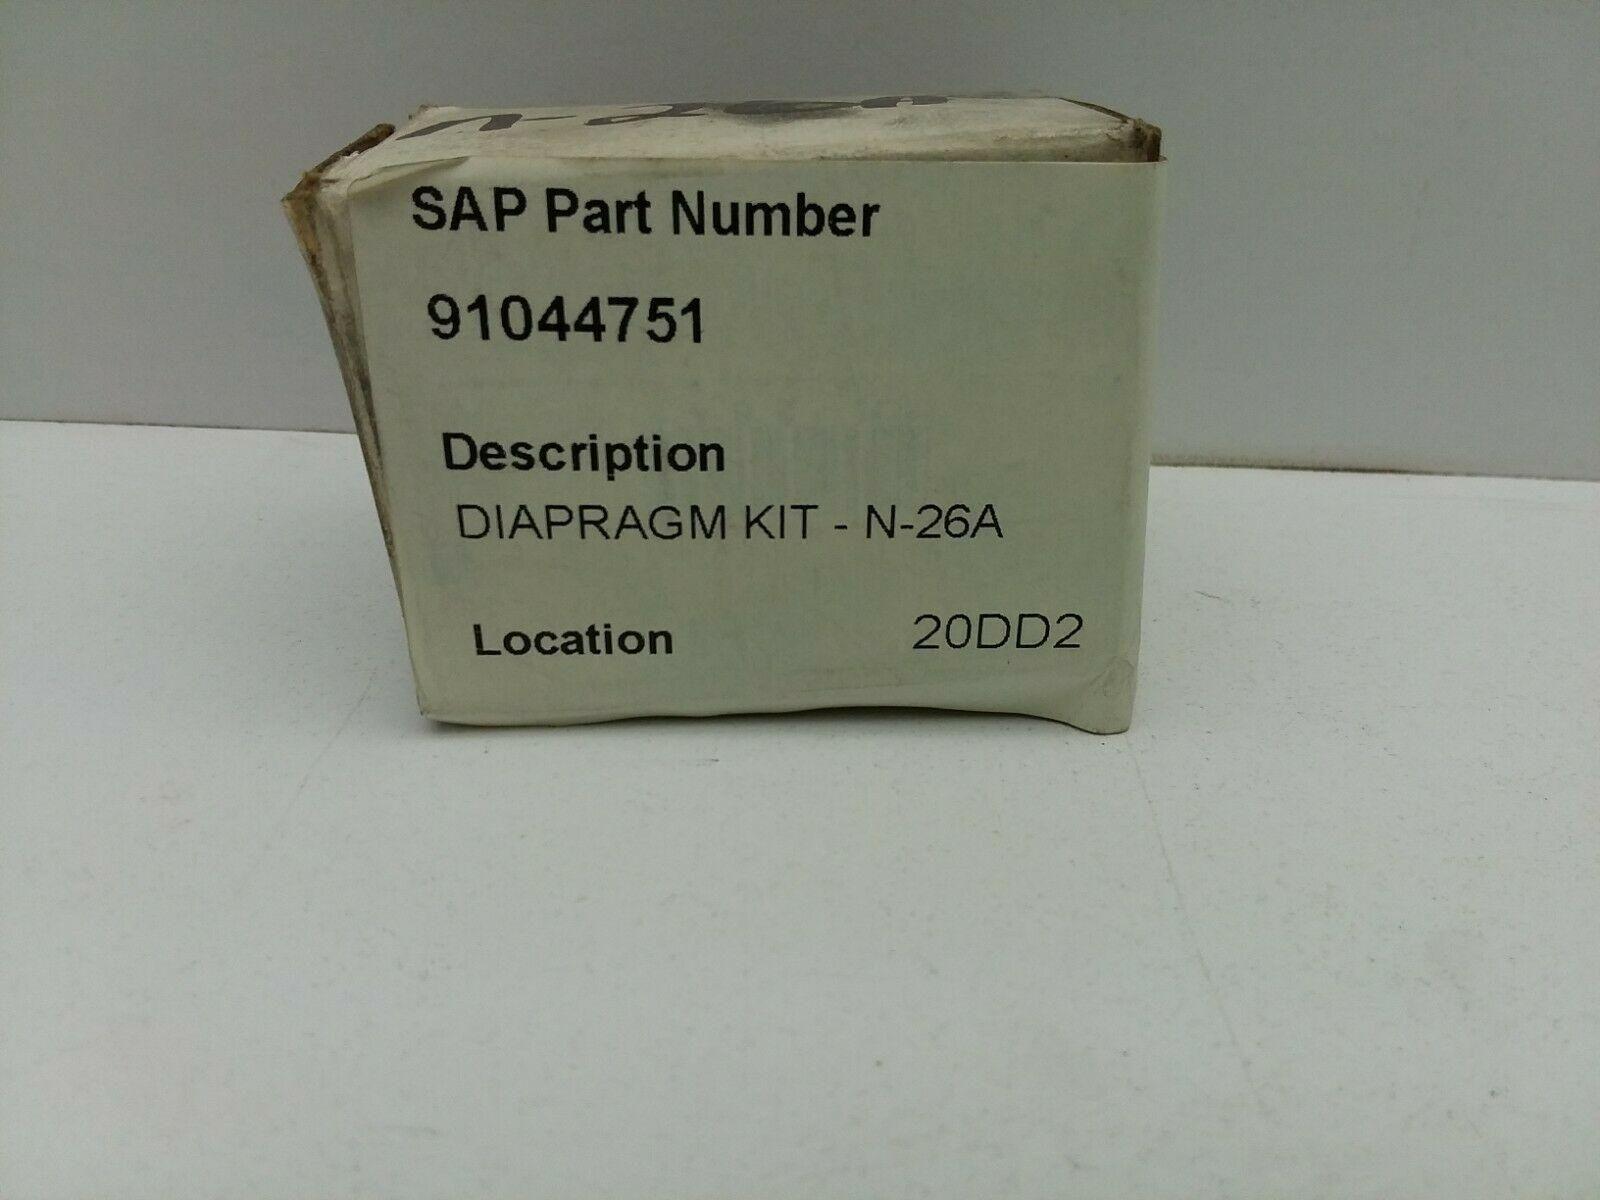 SAP Part Number
91044751
Description
DIAPRAGM KIT - N-26A
Location 20DD2